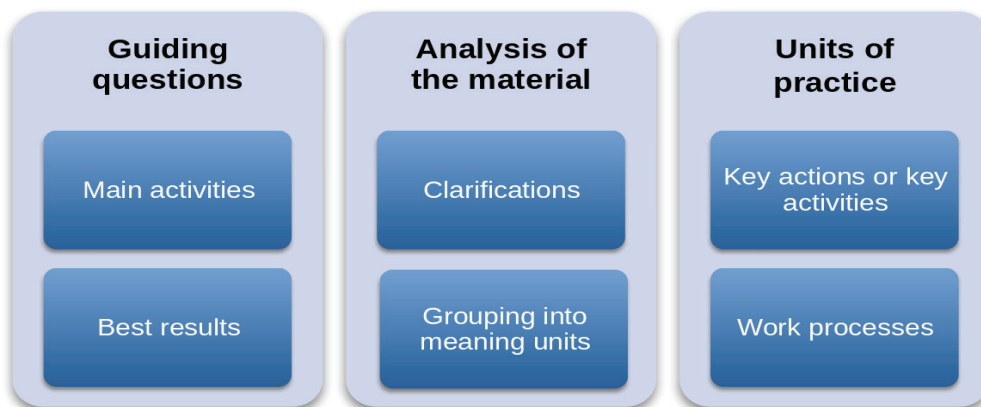 Guiding
questions
Main activities
Best results
Analysis of
the material
Clarifications
Grouping into
meaning units
Units of
practice
Key actions or key
activities
Work processes